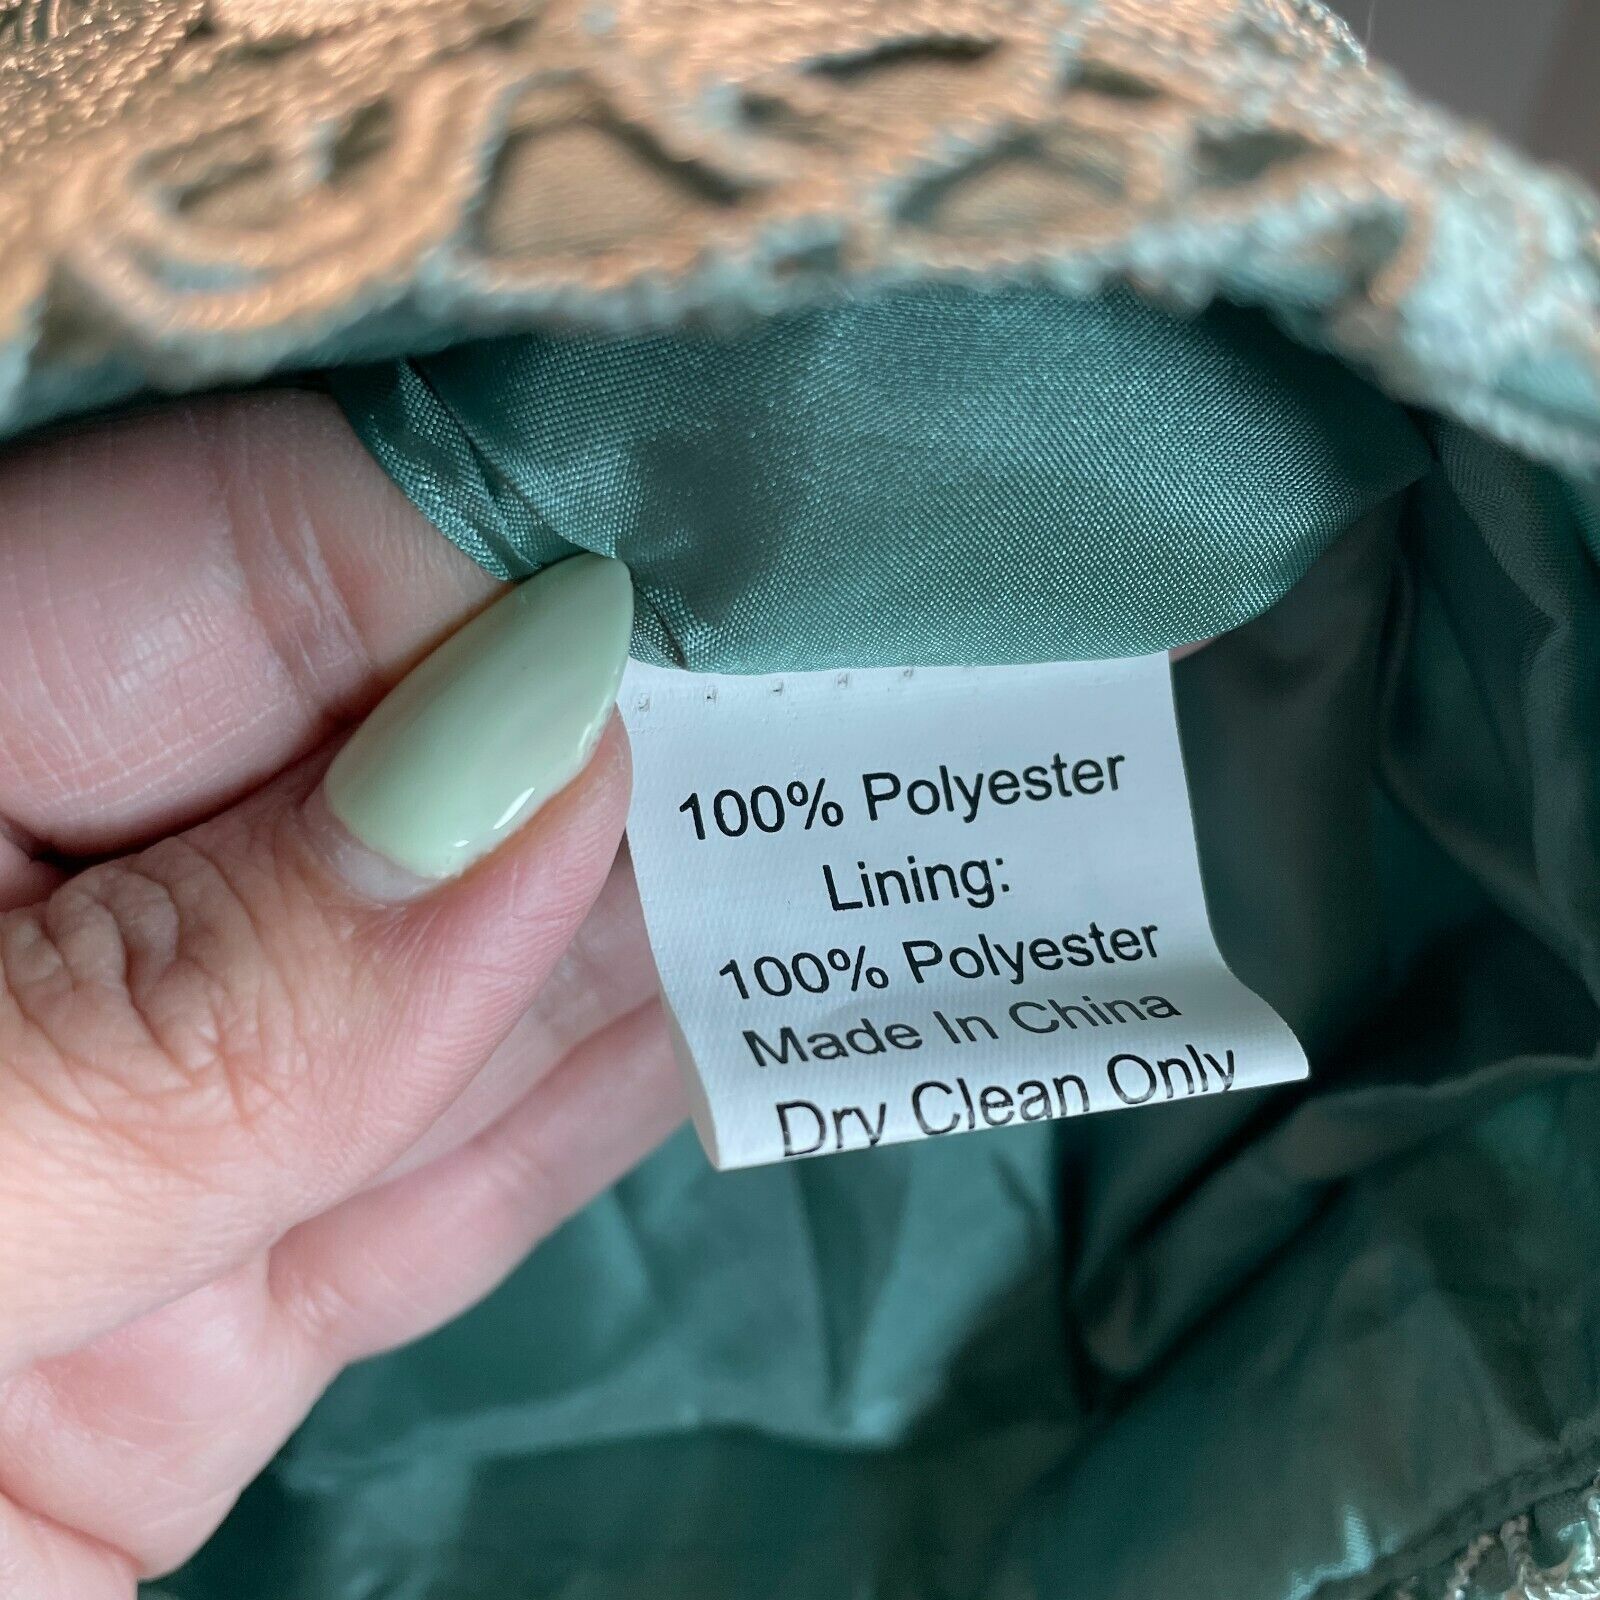 100% Polyester
Lining:
100% Polyester
Made In China
Dry Clean Only